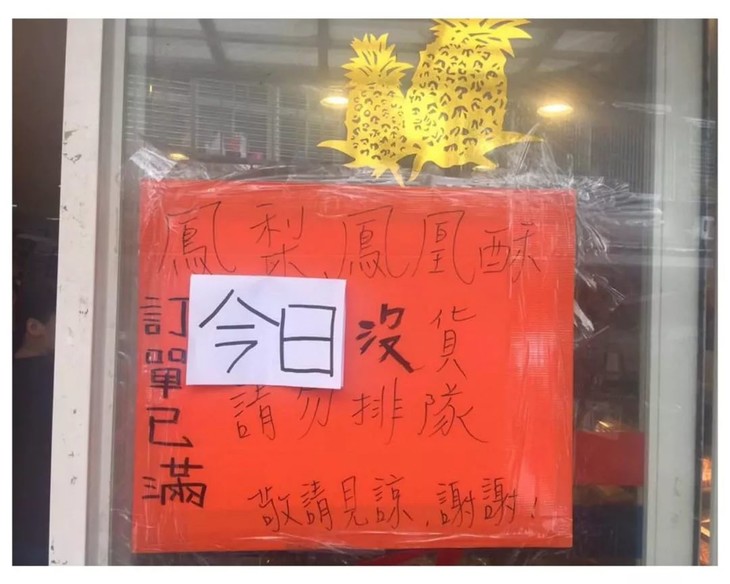 鳳梨、鳳凰酥
今日沒貨
請勿排隊
敬請見諒，謝謝！
訂單已滿